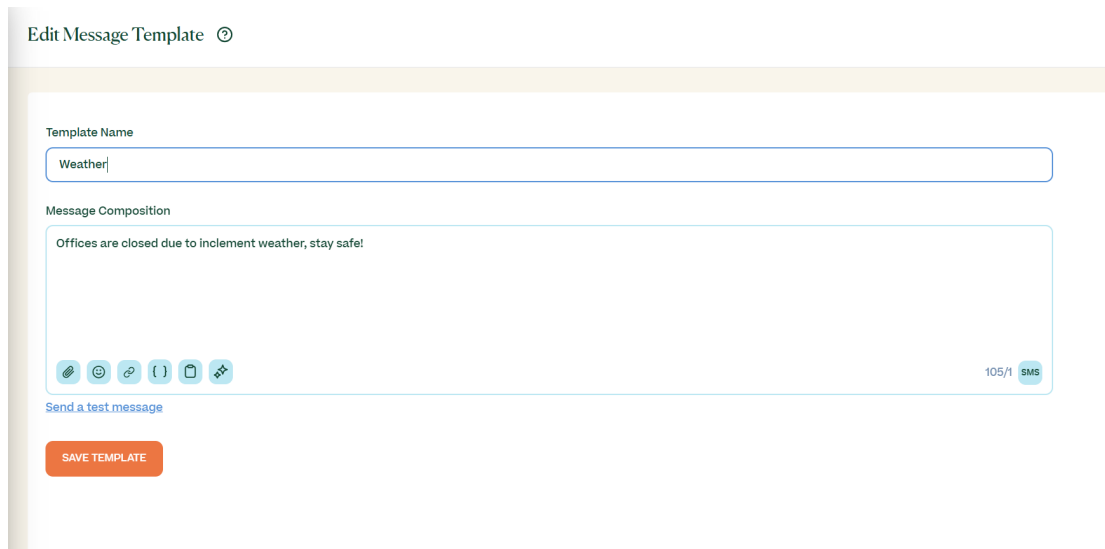 Edit Message Template
Template Name
Weather
Message Composition
Offices are closed due to inclement weather, stay safe!
{ }
105/1 SMS
Send a test message
SAVE TEMPLATE